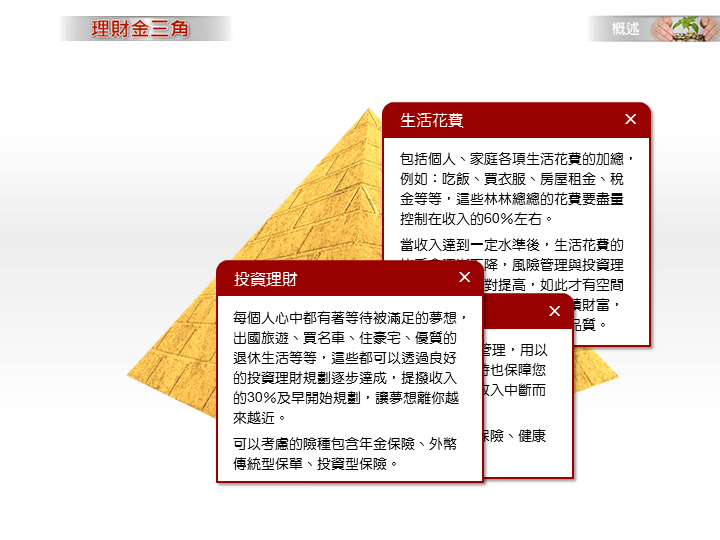 理財金三角
概述
生活花費
包括個人、家庭各項生活花費的加總，
例如：吃飯、買衣服、房屋租金、稅
金等等，這些林林總總的花費要盡量
控制在收入的60%左右。
當收入達到一定水準後，生活花費的
降，風險管理與投資理
對提高，如此才有空間
財富，
品質。
投資理財
每個人心中都有著等待被滿足的夢想，
出國旅遊、買名車、住豪宅、優質的
退休生活等等，這些都可以透過良好
的投資理財規劃逐步達成，提撥收入
的30%及早開始規劃，讓夢想離你越
來越近。
可以考慮的險種包含年金保險、外幣
傳統型保單、投資型保險。
管理，用以
時也保障您
收入中斷而
保險、健康